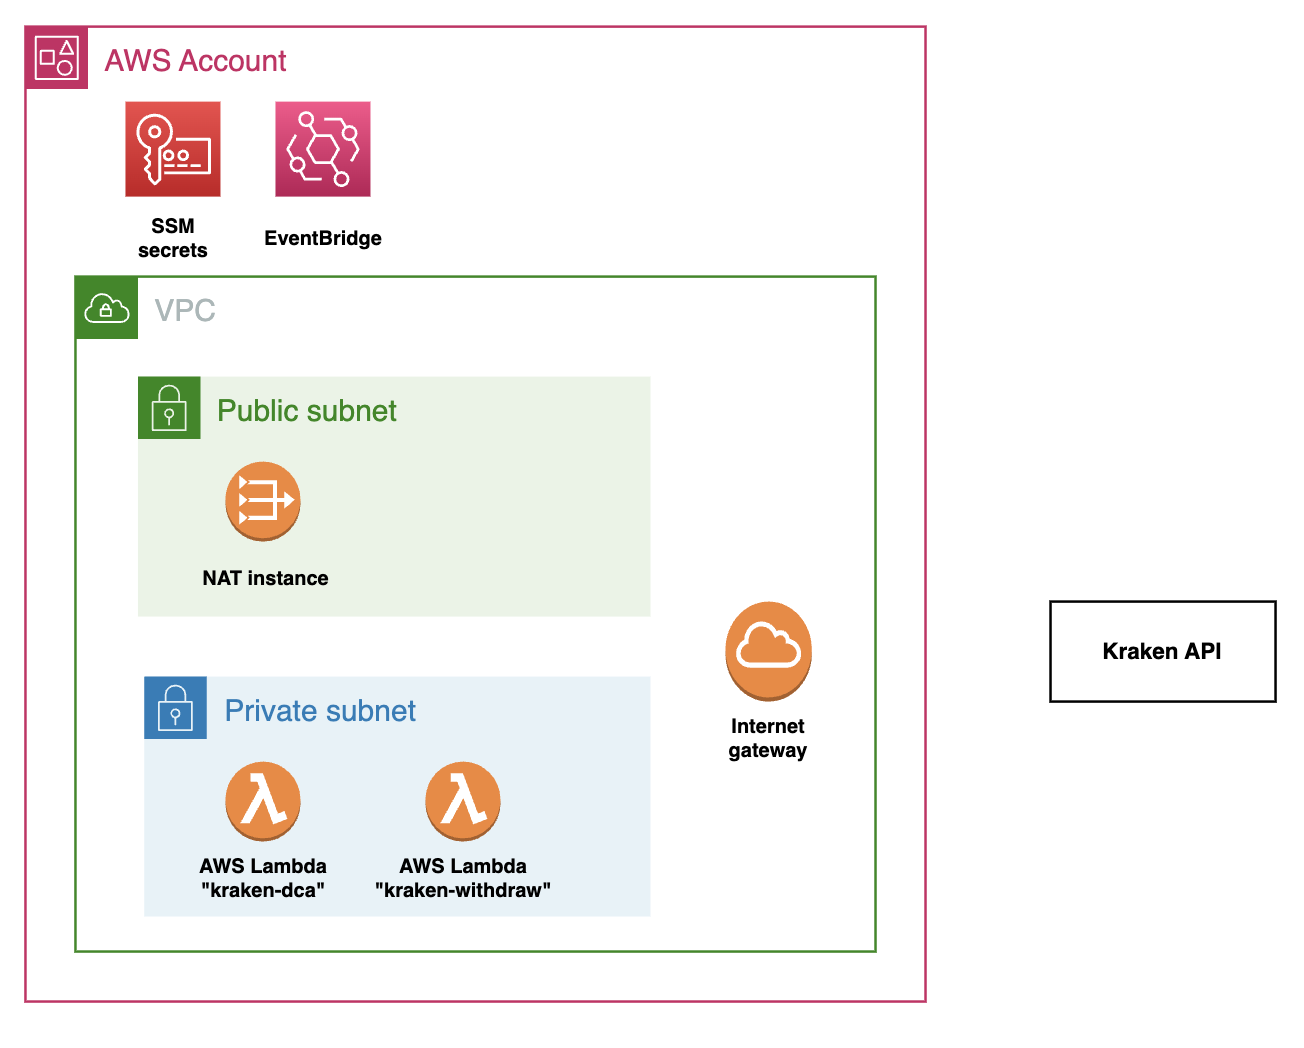 AWS Account
SSM
secrets
EventBridge
VPC
Public subnet
NAT instance
Internet
gateway
Kraken API
Private subnet
AWS Lambda
"kraken-dca"
AWS Lambda
"kraken-withdraw"